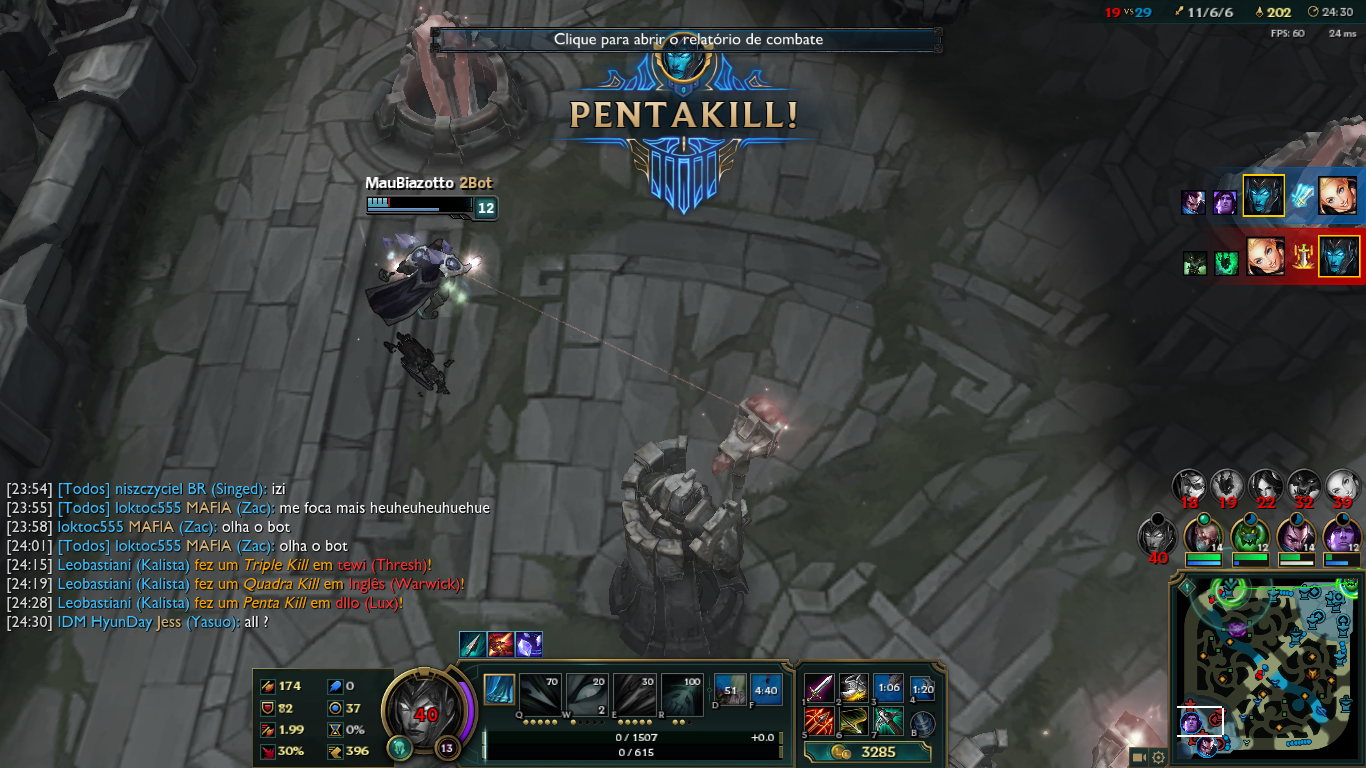 19 vs 29 11/6/6 202 24:30
FPS: 60 24 ms
Clique para abrir o relatório de combate
PENTAKILL!
MauBiazotto 2Bot
12
[23:54] [Todos] niszczyciel BR (Singed): izi
[23:55] [Todos] loktoc555 MAFIA (Zac): me foca mais heuheuheuhuehue
[23:58] loktoc555 MAFIA (Zac): olha o bot
[24:01] [Todos] loktoc555 MAFIA (Zac): olha o bot
[24:15] Leobastiani (Kalista) fez um Triple Kill em tewi (Thresh)!
[24:19] Leobastiani (Kalista) fez um Quadra Kill em Inglês (Warwick)!
[24:28] Leobastiani (Kalista) fez um Penta Kill em dllo (Lux)!
[24:30] IDM HyunDay Jess (Yasuo): all ?
18 19 22 32 39
40 14 12 14 12
174 0
82 37
1.99 0%
30% 396
40
13
70 20 30 100 51 4:40
2
Q W E R D F
0 / 1507 +0.0
0 / 615
1:06 1:20
1 2 3 4
5 6 7 B
3285